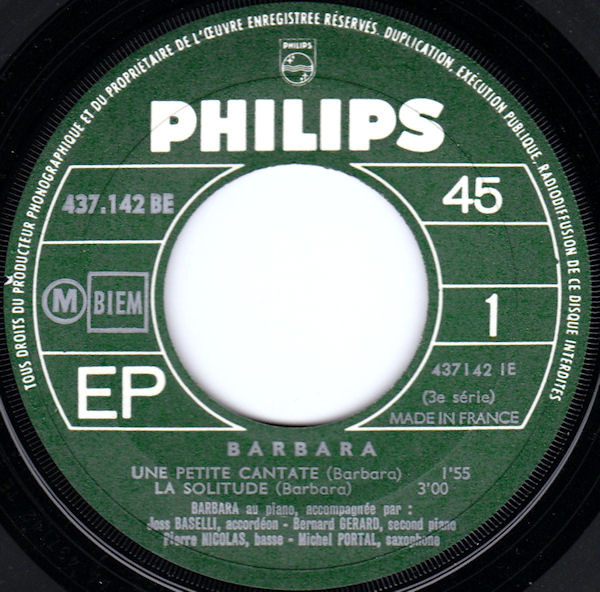 TOUS DROITS DU PRODUCTEUR PHONOGRAPHIQUE ET DU PROPRIÉTAIRE DE L'ŒUVRE ENREGISTRÉE RÉSERVÉS. DUPLICATION, EXÉCUTION PUBLIQUE, RADIODIFFUSION DE CE DISQUE INTERDITES
PHILIPS
PHILIPS
437.142 BE
45
M BIEM
1
EP
437142 1E
(3e série)
MADE IN FRANCE
BARBARA
UNE PETITE CANTATE (Barbara) 1'55
LA SOLITUDE (Barbara) 3'00
BARBARA au piano, accompagnée par :
Joss BASELLI, accordéon - Bernard GERARD, second piano
Pierre NICOLAS, basse - Michel PORTAL, saxophone